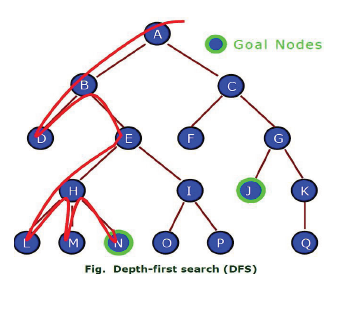 A
Goal Nodes
B C
D E F G
H I J K
L M N O P Q
Fig. Depth-first search (DFS)